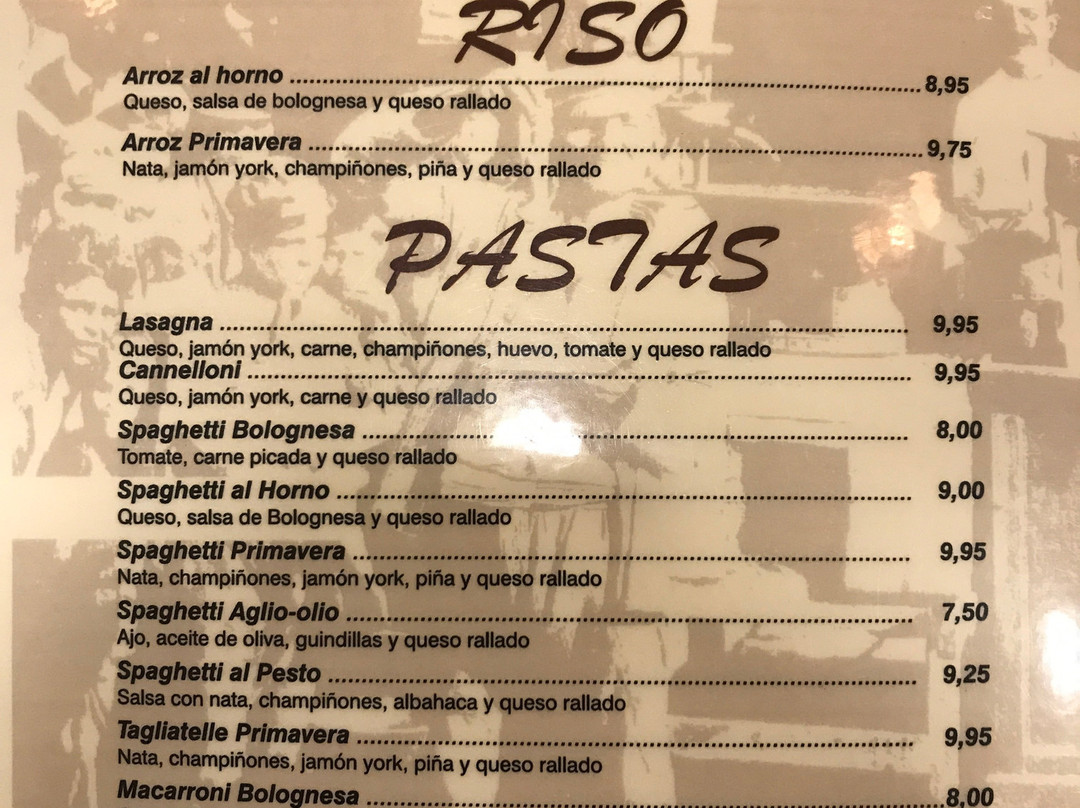 RISO
Arroz al horno ........ 8,95
Queso, salsa de bolognesa y queso rallado
Arroz Primavera ........ 9,75
Nata, jamón york, champiñones, piña y queso rallado
PASTAS
Lasagna ........ 9,95
Queso, jamón york, carne, champiñones, huevo, tomate y queso rallado
Cannelloni ........ 9,95
Queso, jamón york, carne y queso rallado
Spaghetti Bolognesa ........ 8,00
Tomate, carne picada y queso rallado
Spaghetti al Horno ........ 9,00
Queso, salsa de Bolognesa y queso rallado
Spaghetti Primavera ........ 9,95
Nata, champiñones, jamón york, piña y queso rallado
Spaghetti Aglio-olio ........ 7,50
Ajo, aceite de oliva, guindillas y queso rallado
Spaghetti al Pesto ........ 9,25
Salsa con nata, champiñones, albahaca y queso rallado
Tagliatelle Primavera ........ 9,95
Nata, champiñones, jamón york, piña y queso rallado
Macarroni Bolognesa ........ 8,00